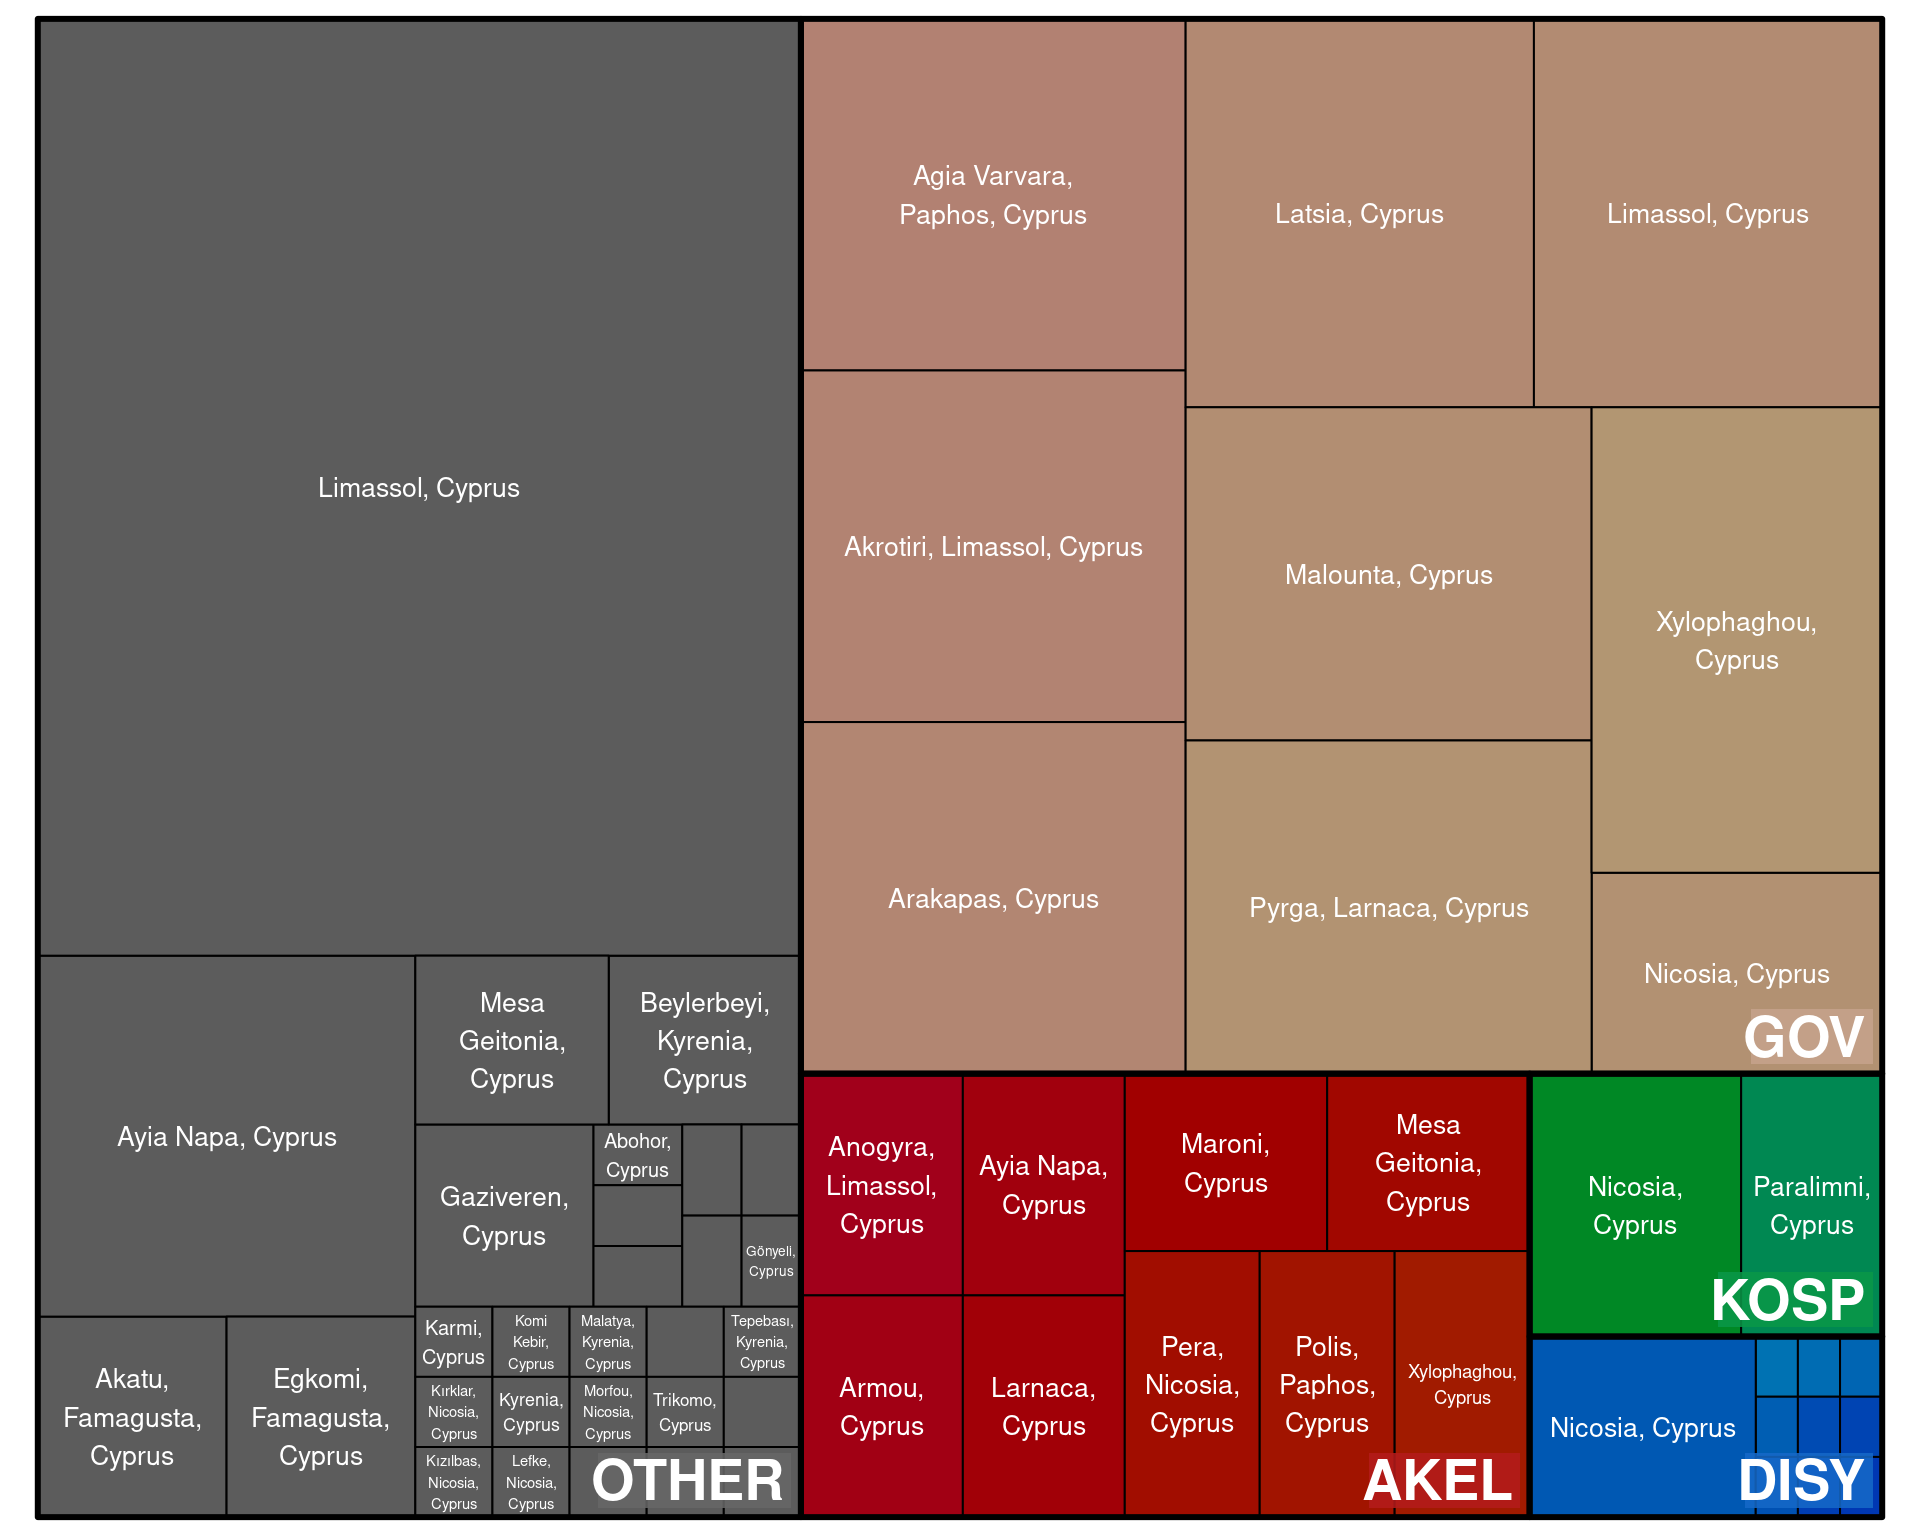 Limassol, Cyprus
Ayia Napa, Cyprus
Akatu,
Famagusta,
Cyprus
Egkomi,
Famagusta,
Cyprus
Mesa
Geitonia,
Cyprus
Beylerbeyi,
Kyrenia,
Cyprus
Gaziveren,
Cyprus
Abohor,
Cyprus
Gönyeli,
Cyprus
Karmi,
Cyprus
Komi
Kebir,
Cyprus
Malatya,
Kyrenia,
Cyprus
Tepebası,
Kyrenia,
Cyprus
Kırklar,
Nicosia,
Cyprus
Kyrenia,
Cyprus
Morfou,
Nicosia,
Cyprus
Trikomo,
Cyprus
Kızılbas,
Nicosia,
Cyprus
Lefke,
Nicosia,
Cyprus
OTHER
Agia Varvara,
Paphos, Cyprus
Akrotiri, Limassol, Cyprus
Arakapas, Cyprus
Latsia, Cyprus
Limassol, Cyprus
Malounta, Cyprus
Pyrga, Larnaca, Cyprus
Xylophaghou,
Cyprus
Nicosia, Cyprus
GOV
Anogyra,
Limassol,
Cyprus
Ayia Napa,
Cyprus
Armou,
Cyprus
Larnaca,
Cyprus
Maroni,
Cyprus
Mesa
Geitonia,
Cyprus
Pera,
Nicosia,
Cyprus
Polis,
Paphos,
Cyprus
Xylophaghou,
Cyprus
AKEL
Nicosia,
Cyprus
Paralimni,
Cyprus
KOSP
Nicosia, Cyprus
DISY